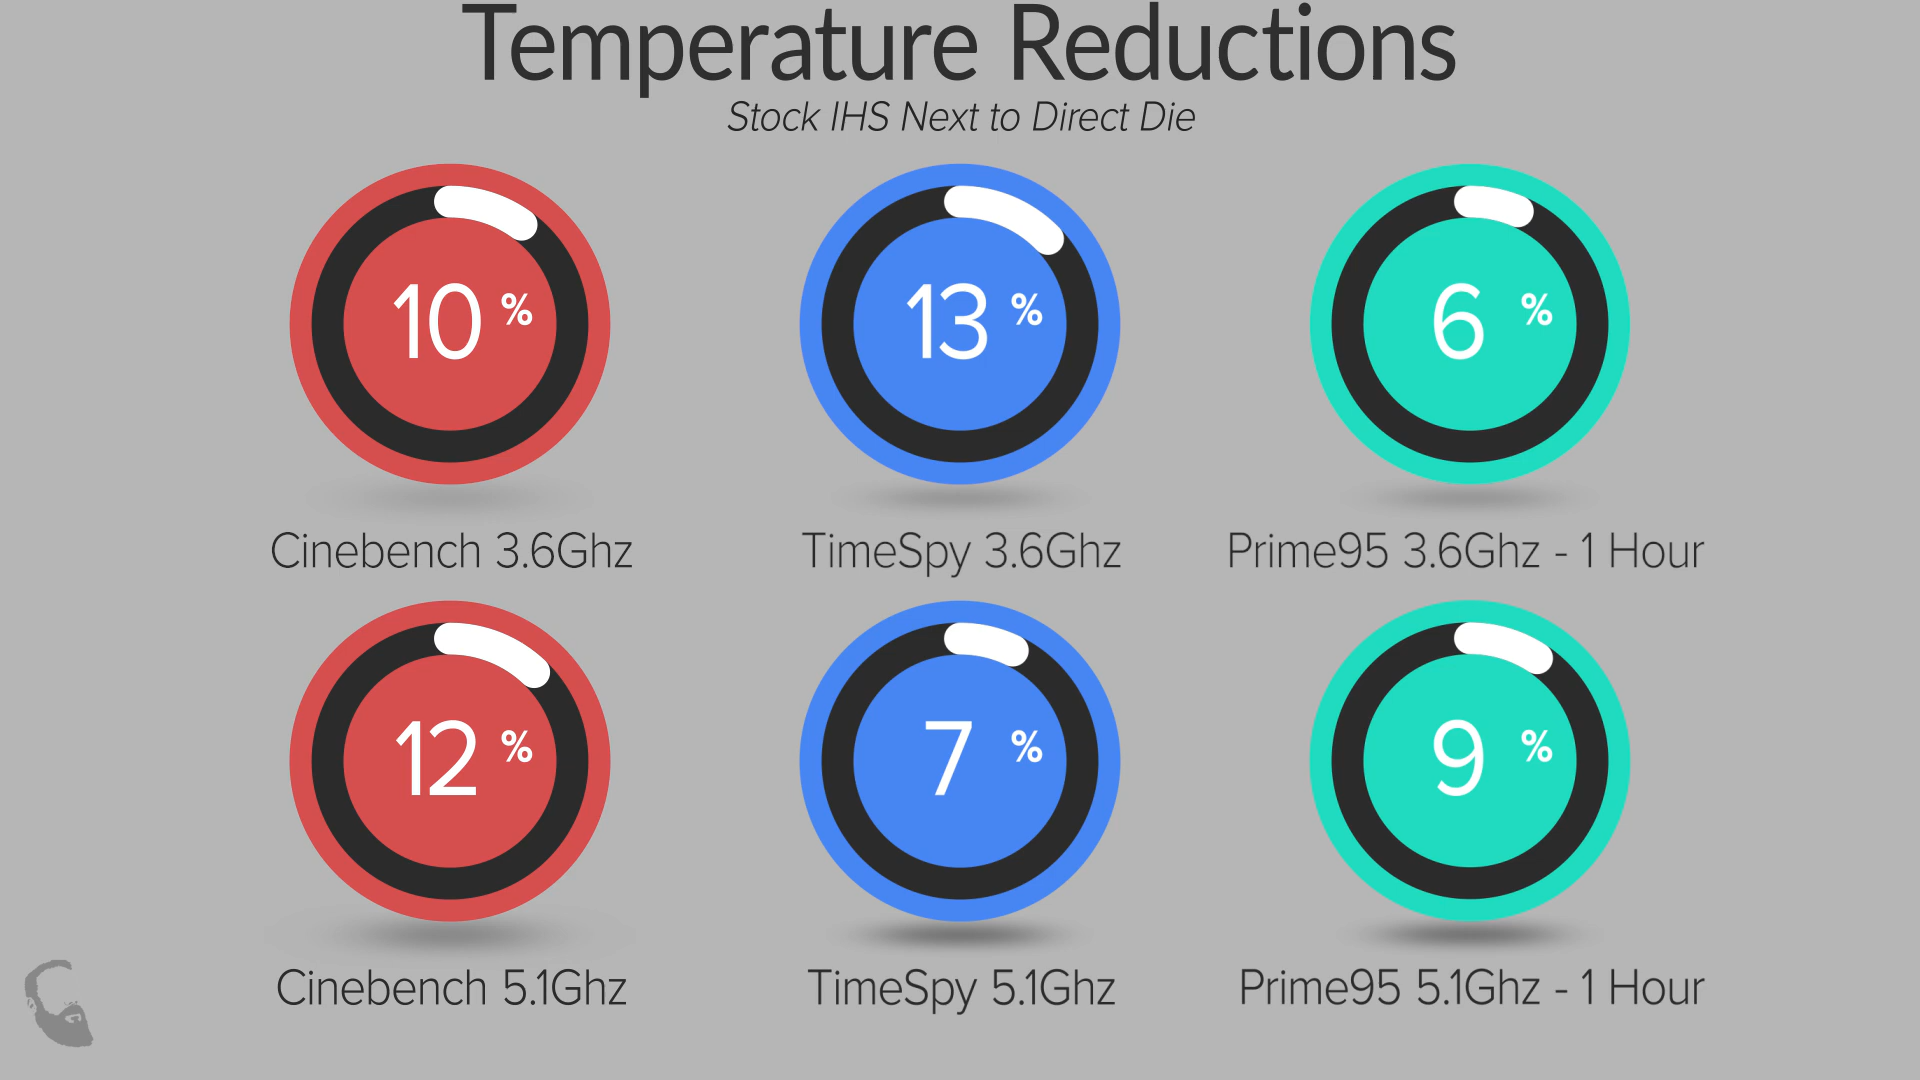 Temperature Reductions
Stock IHS Next to Direct Die
10 %
13 %
6 %
Cinebench 3.6Ghz
TimeSpy 3.6Ghz
Prime95 3.6Ghz - 1 Hour
12 %
7 %
9 %
Cinebench 5.1Ghz
TimeSpy 5.1Ghz
Prime95 5.1Ghz - 1 Hour